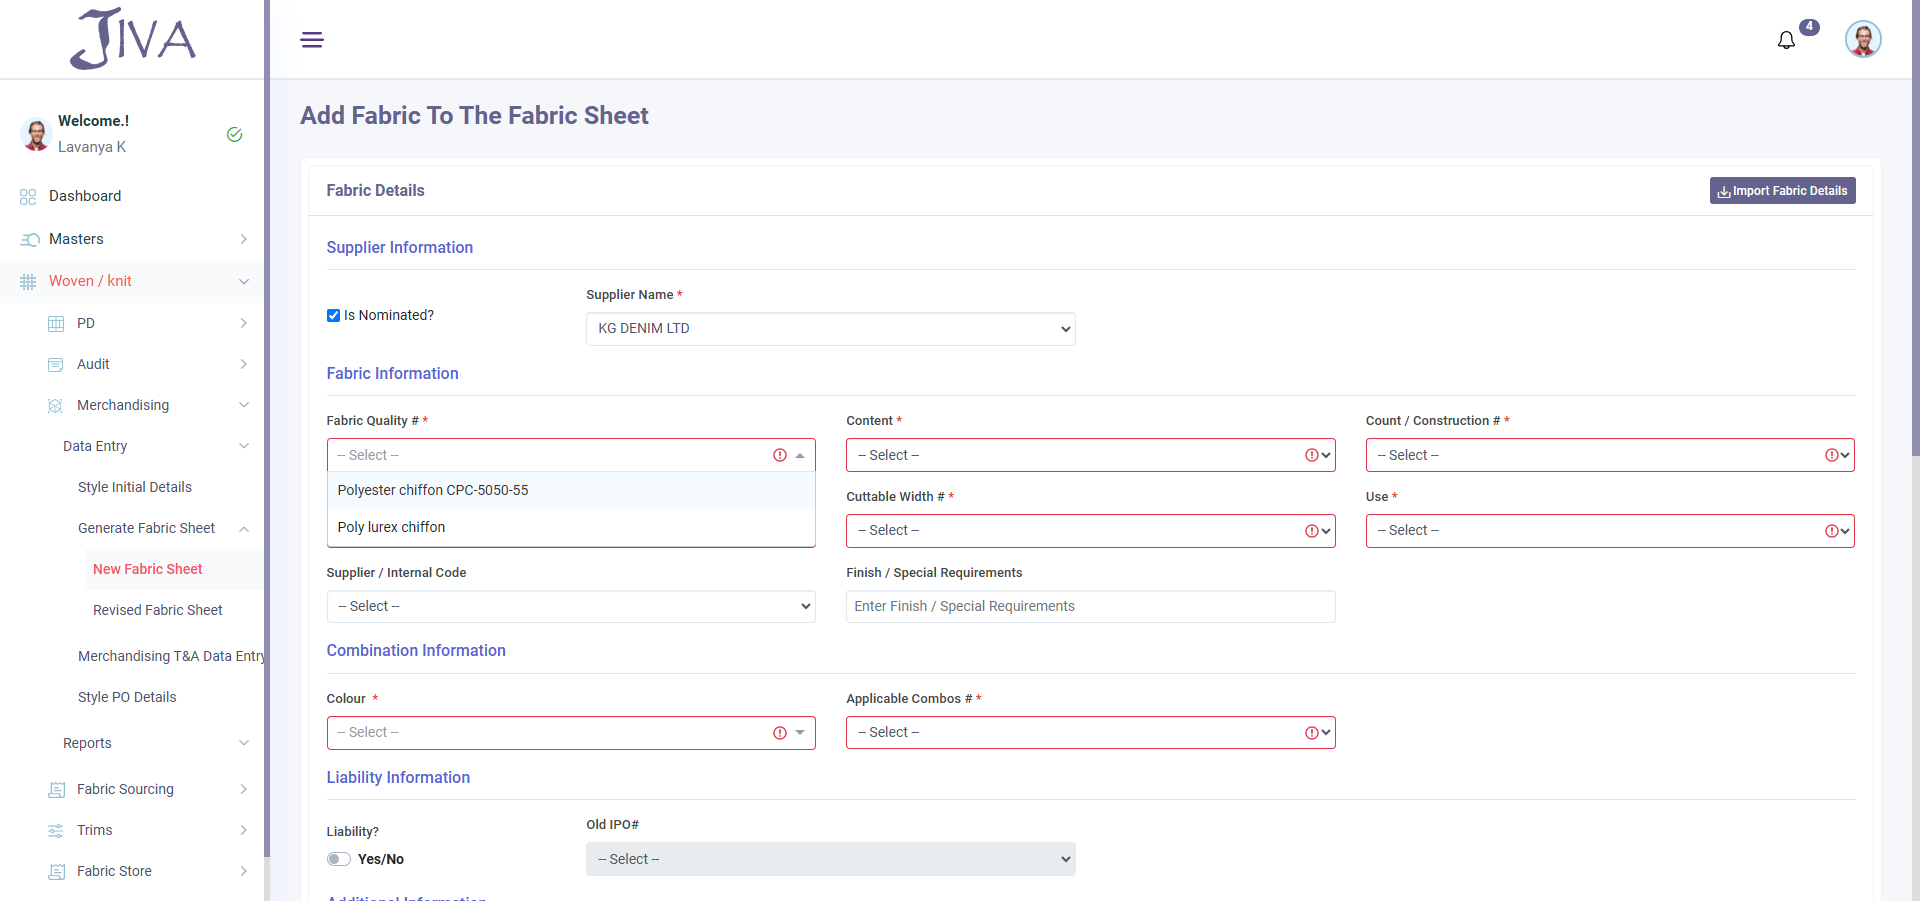 JIVA
4
Welcome.!
Lavanya K
Dashboard
Masters
Woven / knit
PD
Audit
Merchandising
Data Entry
Style Initial Details
Generate Fabric Sheet
New Fabric Sheet
Revised Fabric Sheet
Merchandising T&A Data Entry
Style PO Details
Reports
Fabric Sourcing
Trims
Fabric Store
Add Fabric To The Fabric Sheet
Fabric Details
Import Fabric Details
Supplier Information
Is Nominated?
Supplier Name *
KG DENIM LTD
Fabric Information
Fabric Quality # *
Content *
Count / Construction # *
-- Select --
-- Select --
-- Select --
Polyester chiffon CPC-5050-55
Poly lurex chiffon
Cuttable Width # *
Use *
-- Select --
-- Select --
Supplier / Internal Code
Finish / Special Requirements
-- Select --
Enter Finish / Special Requirements
Combination Information
Colour *
Applicable Combos # *
-- Select --
-- Select --
Liability Information
Liability?
Yes/No
Old IPO#
-- Select --
Additional Information